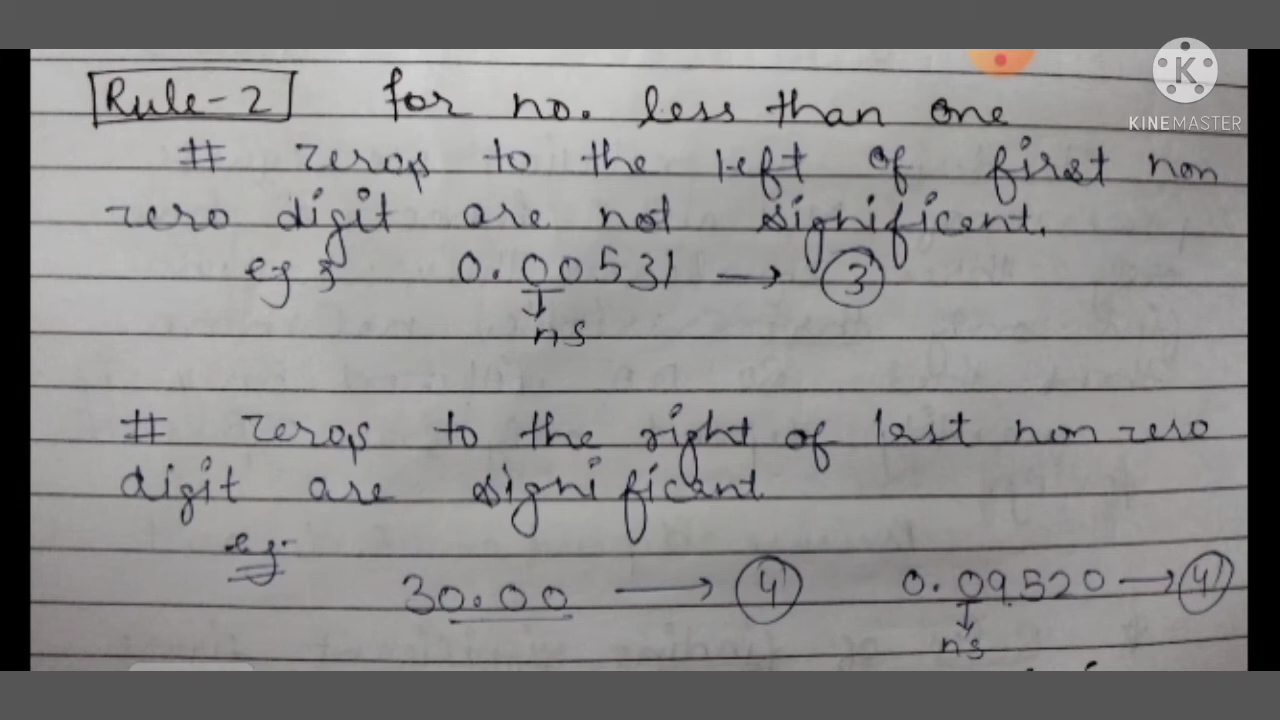 KINEMASTER
Rule-2 for no. less than one
# zeros to the left of first non
zero digit are not significent.
eg 3 0.00531 → 3
ns
# zeros to the right of last non zero
digit are significant
eg:
30.00 → 4 0.09520 → 4
ns